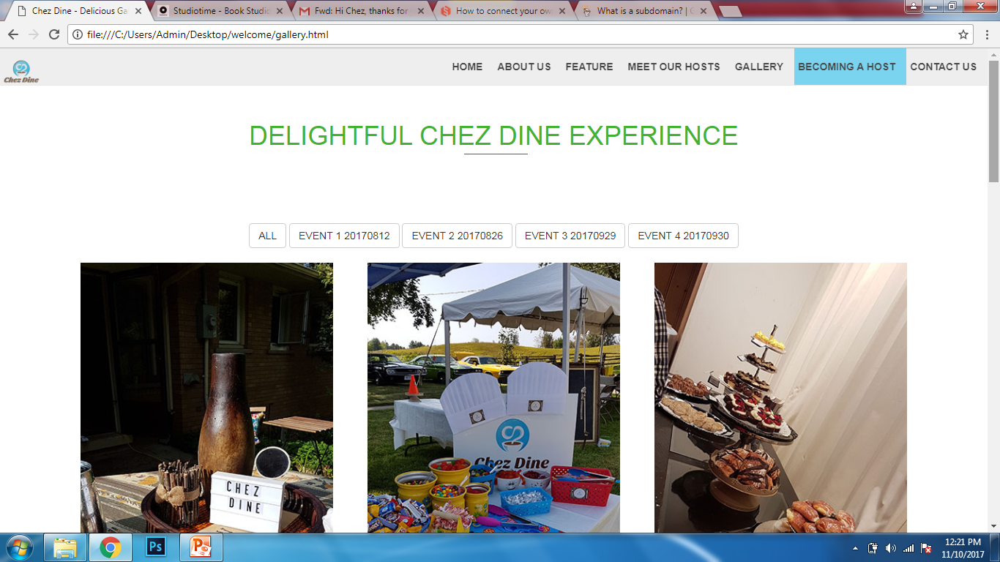 Chez Dine - Delicious Ga
Studiotime - Book Studio
Fwd: Hi Chez, thanks for
How to connect your ow
What is a subdomain? |
file:///C:/Users/Admin/Desktop/welcome/gallery.html
Chez Dine
HOME ABOUT US FEATURE MEET OUR HOSTS GALLERY BECOMING A HOST CONTACT US
DELIGHTFUL CHEZ DINE EXPERIENCE
ALL EVENT 1 20170812 EVENT 2 20170826 EVENT 3 20170929 EVENT 4 20170930
CHEZ
DINE
Chez Dine
Ps
12:21 PM
11/10/2017